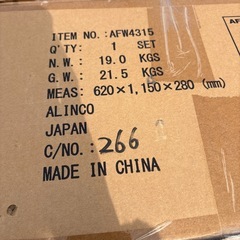 ITEM NO.: AFW4315
Q'TY: 1 SET
N. W.: 19.0 KGS
G. W.: 21.5 KGS
MEAS: 620×1,150×280 (mm)
ALINCO
JAPAN
C/NO.: 266
MADE IN CHINA
AF